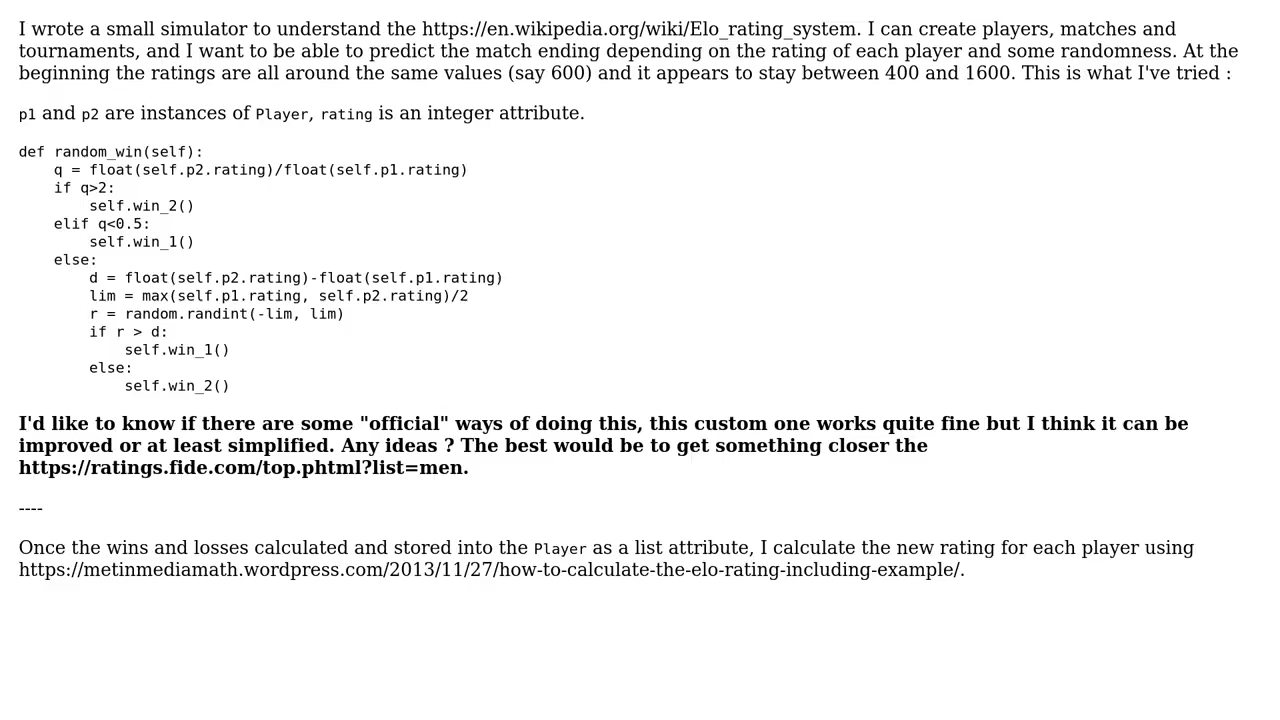 I wrote a small simulator to understand the https://en.wikipedia.org/wiki/Elo_rating_system. I can create players, matches and
tournaments, and I want to be able to predict the match ending depending on the rating of each player and some randomness. At the
beginning the ratings are all around the same values (say 600) and it appears to stay between 400 and 1600. This is what I've tried :
p1 and p2 are instances of Player, rating is an integer attribute.
def random_win(self):
    q = float(self.p2.rating)/float(self.p1.rating)
    if q>2:
        self.win_2()
    elif q<0.5:
        self.win_1()
    else:
        d = float(self.p2.rating)-float(self.p1.rating)
        lim = max(self.p1.rating, self.p2.rating)/2
        r = random.randint(-lim, lim)
        if r > d:
            self.win_1()
        else:
            self.win_2()
I'd like to know if there are some "official" ways of doing this, this custom one works quite fine but I think it can be
improved or at least simplified. Any ideas ? The best would be to get something closer the
https://ratings.fide.com/top.phtml?list=men.
----
Once the wins and losses calculated and stored into the Player as a list attribute, I calculate the new rating for each player using
https://metinmediamath.wordpress.com/2013/11/27/how-to-calculate-the-elo-rating-including-example/.